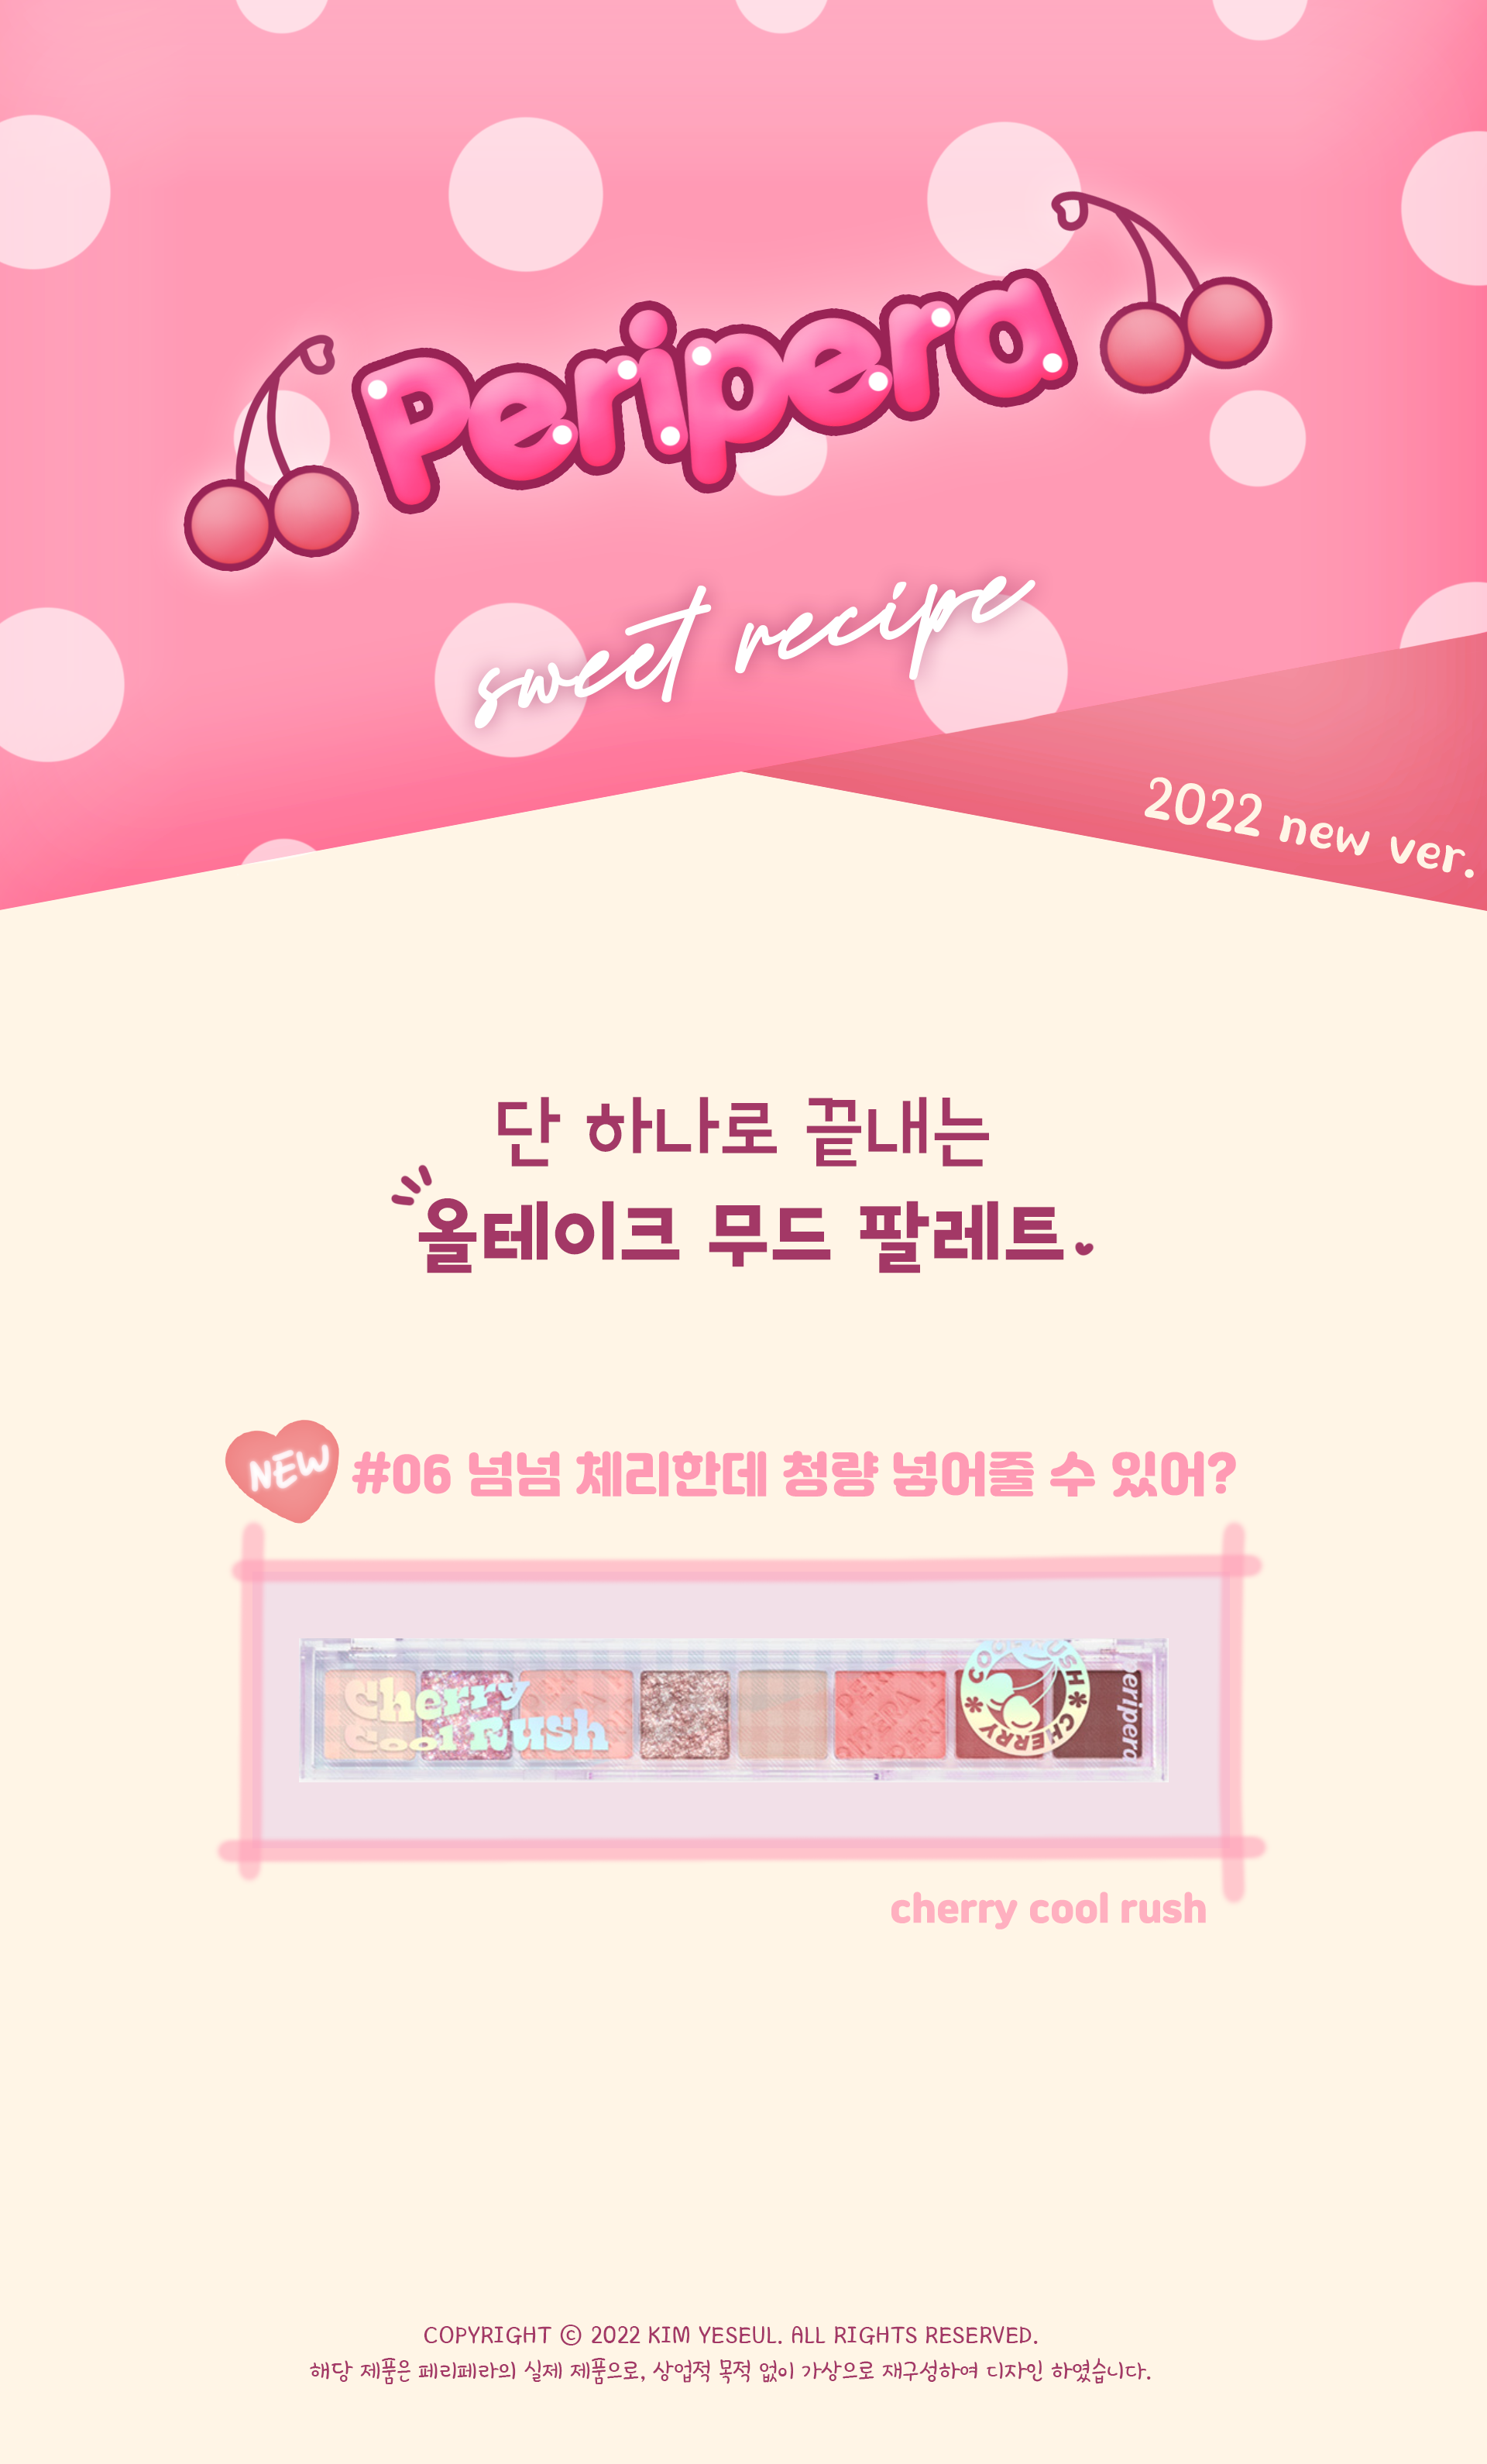 Peripera
sweet recipe
2022 new ver.
단 하나로 끝내는
올테이크 무드 팔레트
NEW
#06 넘넘 체리한데 청량 넣어줄 수 있어?
Cherry
Cool Rush
COOL RUSH * CHERRY *
peripera
cherry cool rush
COPYRIGHT ⓒ 2022 KIM YESEUL. ALL RIGHTS RESERVED.
해당 제품은 페리페라의 실제 제품으로, 상업적 목적 없이 가상으로 재구성하여 디자인 하였습니다.